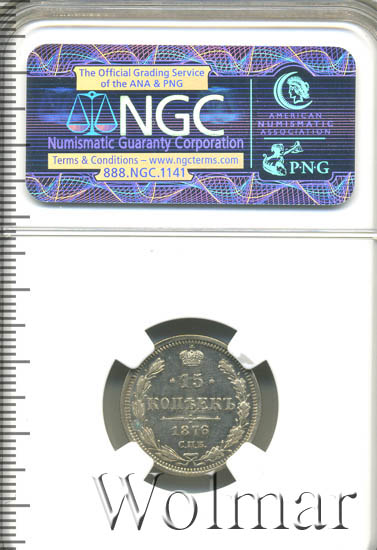 The Official Grading Service
of the ANA & PNG
NGC
Numismatic Guaranty Corporation
Terms & Conditions – www.ngcterms.com
888.NGC.1141
AMERICAN
NUMISMATIC
ASSOCIATION
P·N·G
·15·
КОПѢЕКЪ
1876
С.П.Б.
Wolmar